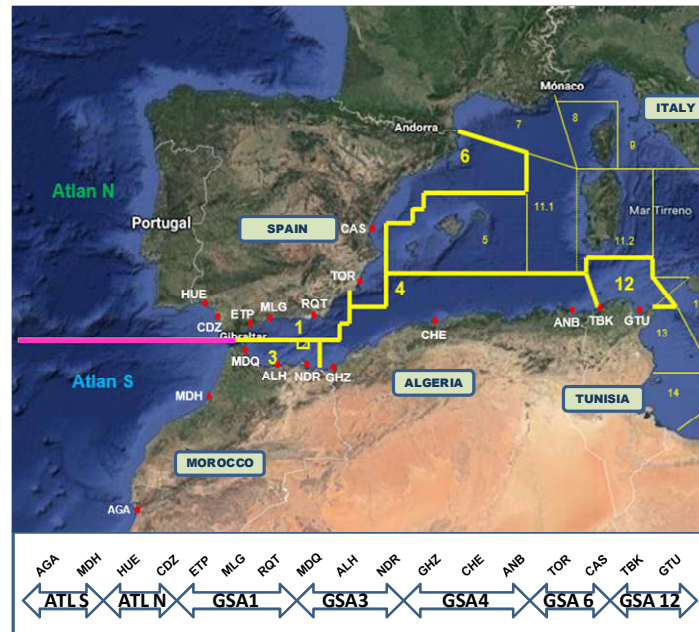 Mónaco
ITALY
Andorra
7
8
6
9
Atlan N
Portugal
SPAIN
CAS
11.1
Mar Tirreno
5
11.2
TOR
4
12
HUE
ETP
MLG
RQT
CDZ
Gibraltar
1
CHE
ANB
TBK
GTU
2
13
MDQ
3
ALH
NDR
GHZ
Atlan S
MDH
ALGERIA
TUNISIA
14
MOROCCO
AGA
AGA MDH HUE CDZ ETP MLG RQT MDQ ALH NDR GHZ CHE ANB TOR CAS TBK GTU
ATL S ATL N GSA1 GSA3 GSA4 GSA 6 GSA 12